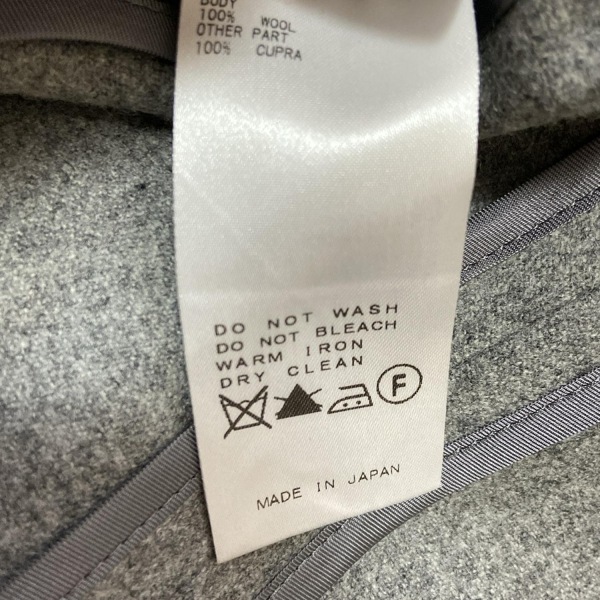 BODY
100% WOOL
OTHER PART
100% CUPRA
DO NOT WASH
DO NOT BLEACH
WARM IRON
DRY CLEAN
F
MADE IN JAPAN